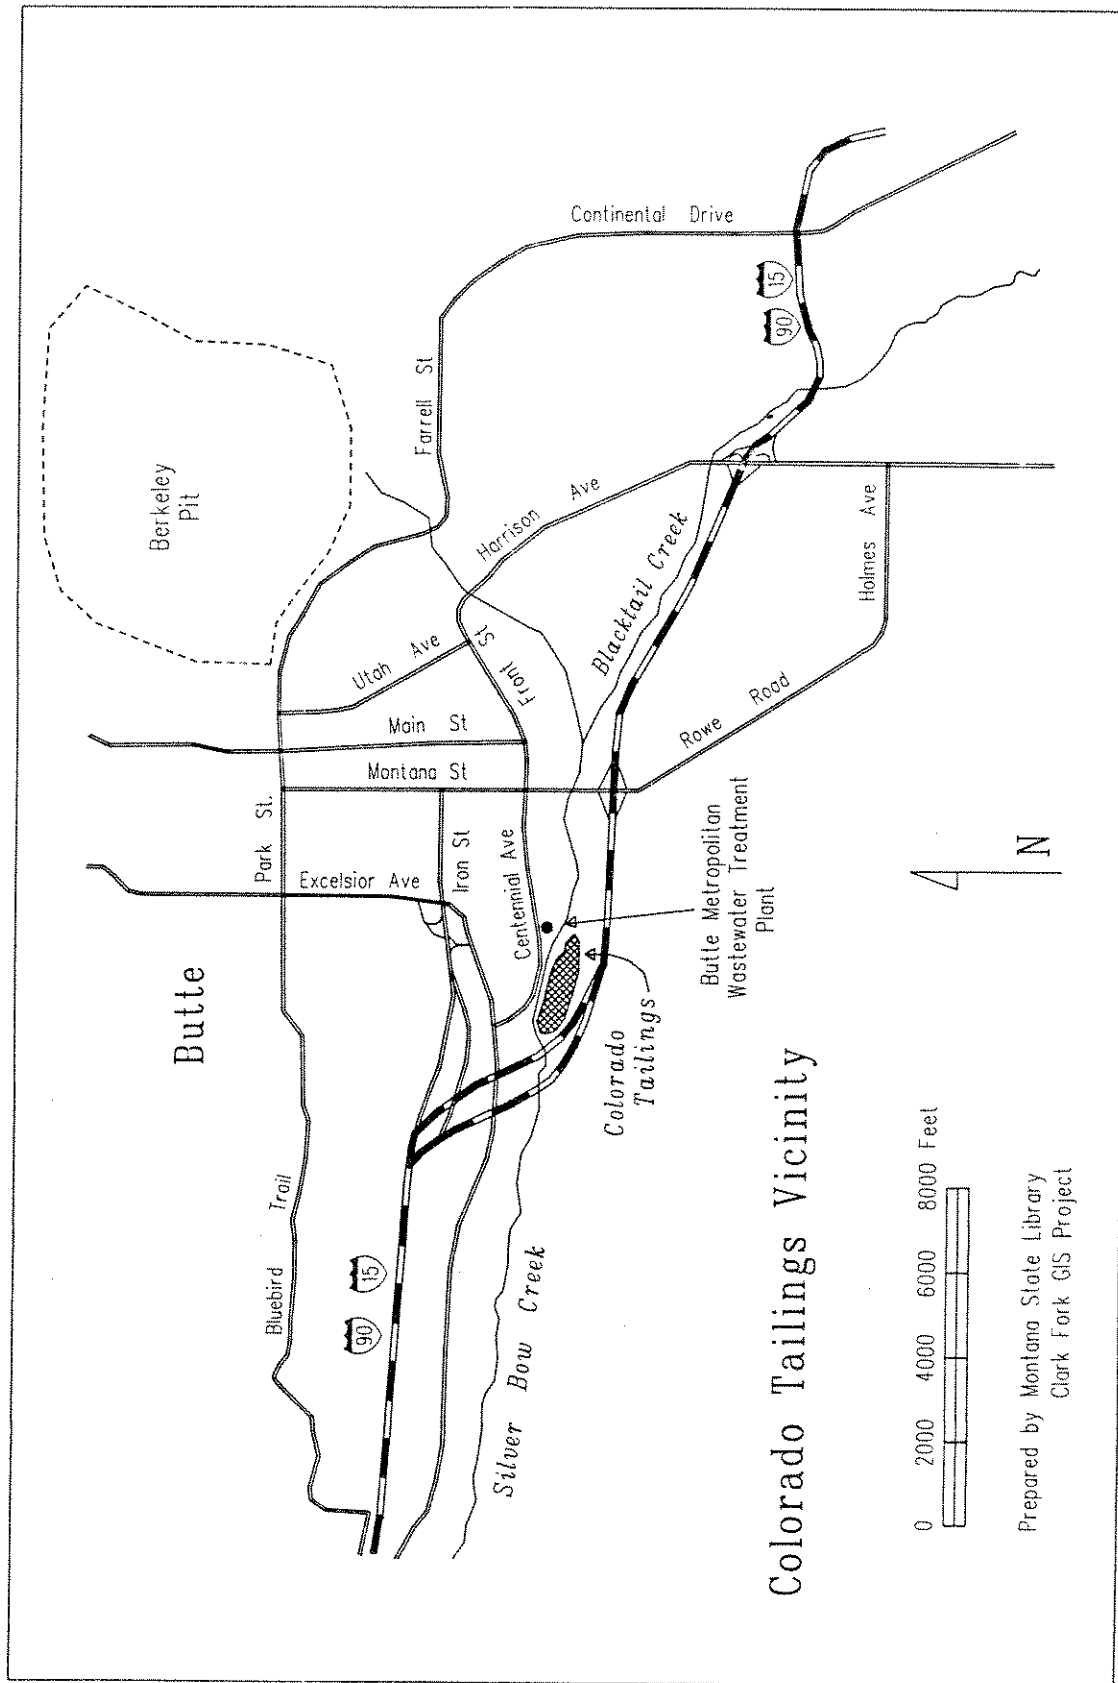 Berkeley
Pit
Continental Drive
Farrell St
Harrison Ave
Utah Ave
Front St
Main St
Montana St
Park St.
Excelsior Ave
Iron St
Centennial Ave
Butte
Bluebird Trail
90
15
Silver Bow Creek
Blacktail Creek
90
15
Holmes Ave
Rowe Road
Butte Metropolitan
Wastewater Treatment
Plant
Colorado
Tailings
N
Colorado Tailings Vicinity
0 2000 4000 6000 8000 Feet
Prepared by Montana State Library
Clark Fork GIS Project